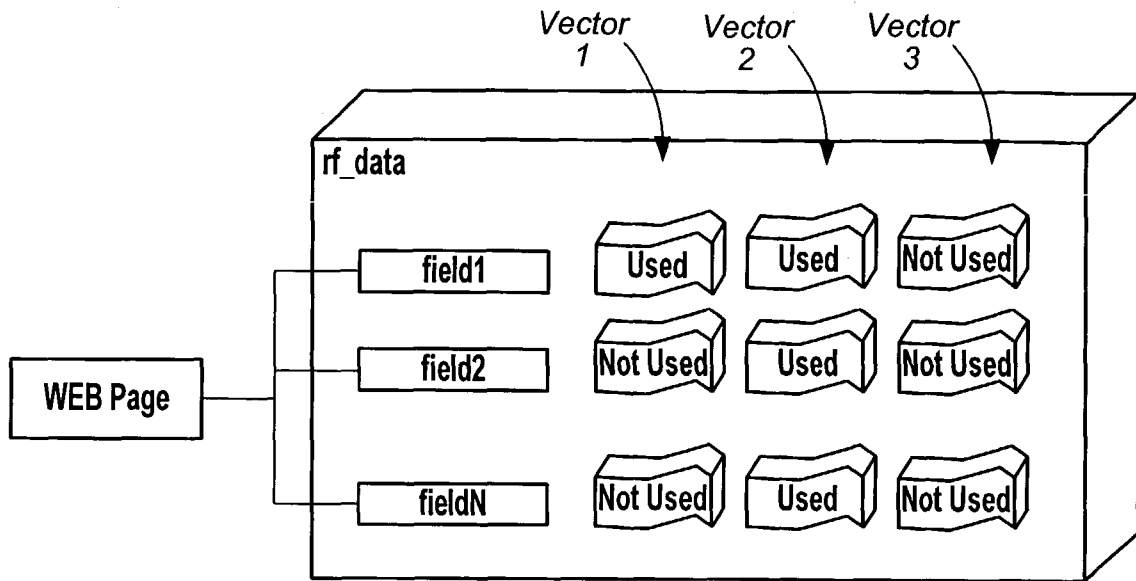 Vector 1
Vector 2
Vector 3
rf_data
field1 Used Used Not Used
field2 Not Used Used Not Used
WEB Page
fieldN Not Used Used Not Used